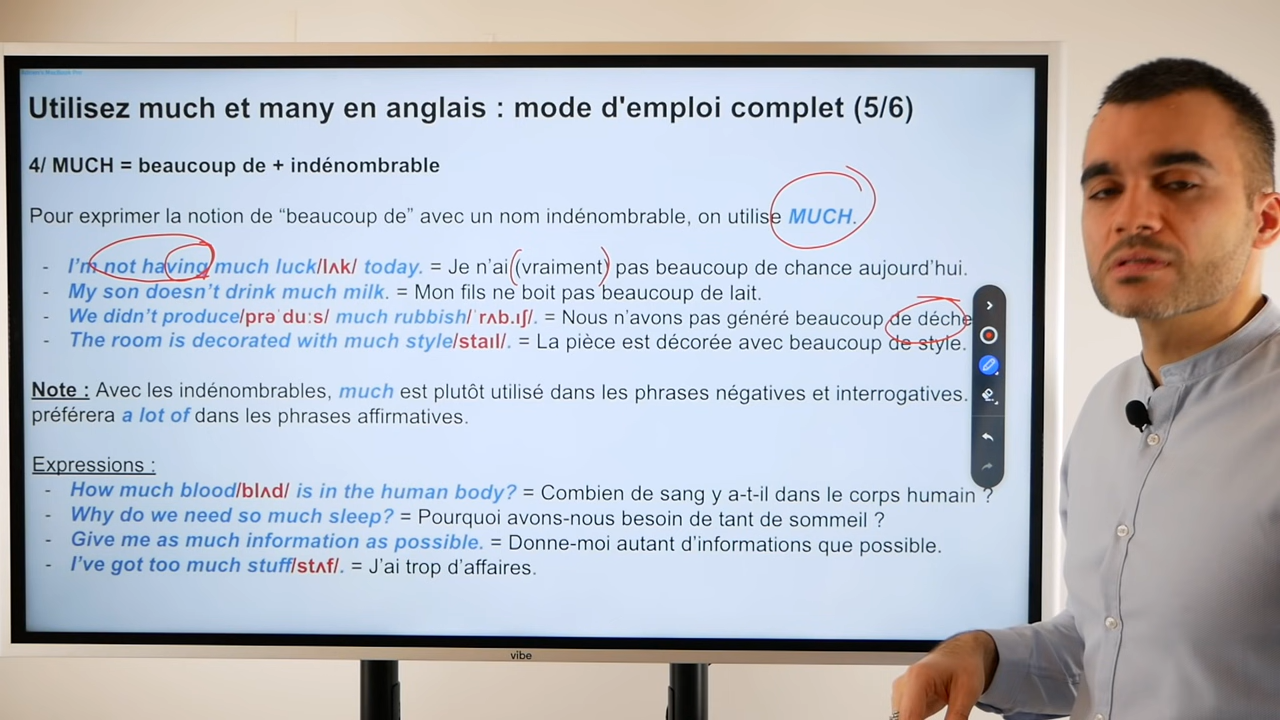 Utilisez much et many en anglais : mode d'emploi complet (5/6)
4/ MUCH = beaucoup de + indénombrable
Pour exprimer la notion de “beaucoup de” avec un nom indénombrable, on utilise MUCH.
- I’m not having much luck/lʌk/ today. = Je n’ai (vraiment) pas beaucoup de chance aujourd’hui.
- My son doesn’t drink much milk. = Mon fils ne boit pas beaucoup de lait.
- We didn’t produce/prəˈduːs/ much rubbish/ˈrʌb.ɪʃ/. = Nous n’avons pas généré beaucoup de déche
- The room is decorated with much style/staɪl/. = La pièce est décorée avec beaucoup de style.
Note : Avec les indénombrables, much est plutôt utilisé dans les phrases négatives et interrogatives.
préférera a lot of dans les phrases affirmatives.
Expressions :
- How much blood/blʌd/ is in the human body? = Combien de sang y a-t-il dans le corps humain ?
- Why do we need so much sleep? = Pourquoi avons-nous besoin de tant de sommeil ?
- Give me as much information as possible. = Donne-moi autant d’informations que possible.
- I’ve got too much stuff/stʌf/. = J’ai trop d’affaires.
vibe